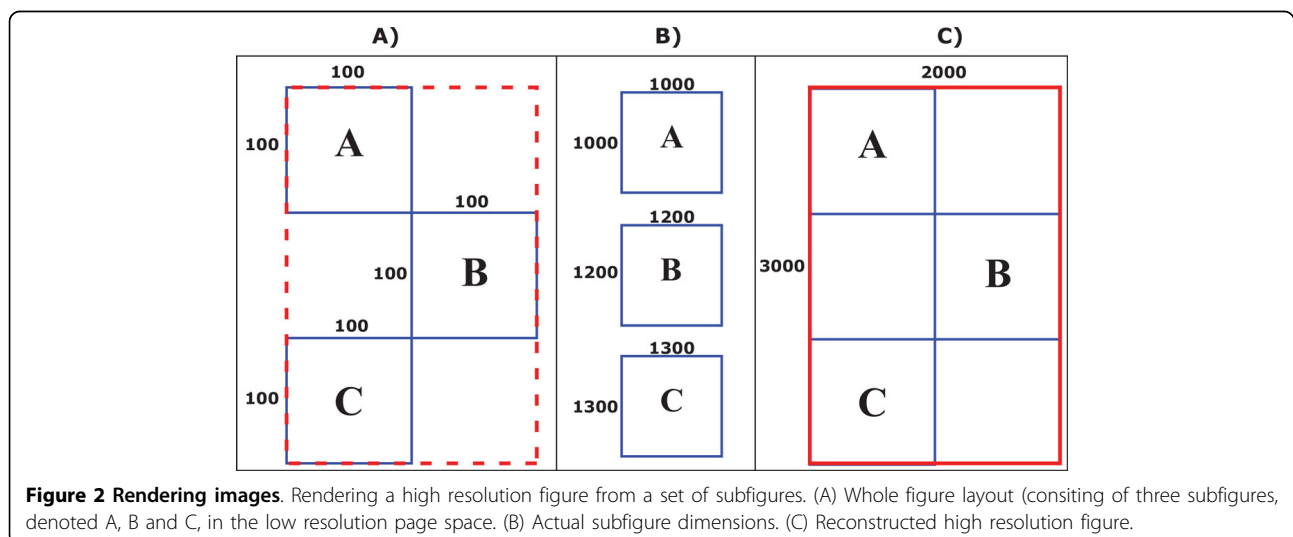 A) B) C)
100 1000 2000
100 A 1000 A A
100 1200
100 B 1200 B 3000 B
100 1300
100 C 1300 C C
Figure 2 Rendering images. Rendering a high resolution figure from a set of subfigures. (A) Whole figure layout (consiting of three subfigures,
denoted A, B and C, in the low resolution page space. (B) Actual subfigure dimensions. (C) Reconstructed high resolution figure.